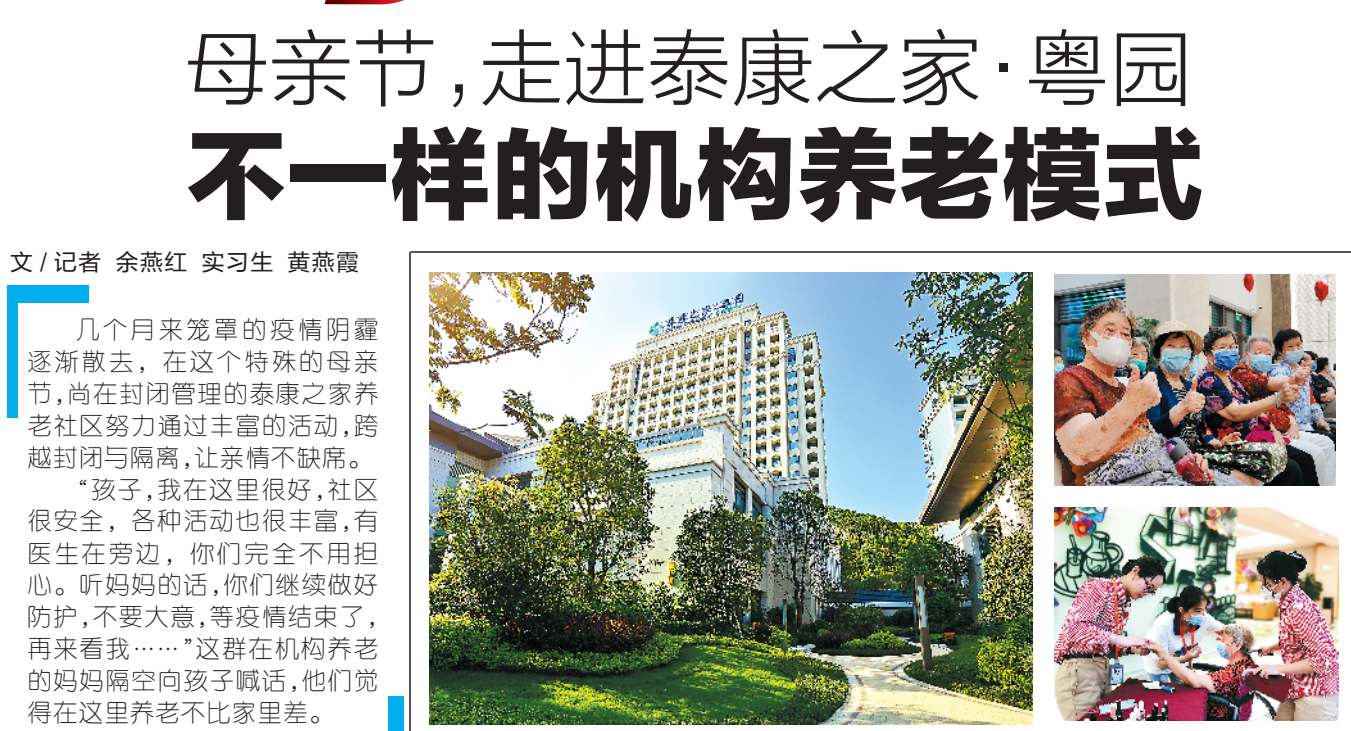 母亲节,走进泰康之家·粤园
不一样的机构养老模式
文/记者 余燕红 实习生 黄燕霞
几个月来笼罩的疫情阴霾
逐渐散去，在这个特殊的母亲
节,尚在封闭管理的泰康之家养
老社区努力通过丰富的活动,跨
越封闭与隔离,让亲情不缺席。
“孩子,我在这里很好,社区
很安全，各种活动也很丰富,有
医生在旁边，你们完全不用担
心。听妈妈的话,你们继续做好
防护,不要大意,等疫情结束了,
再来看我……”这群在机构养老
的妈妈隔空向孩子喊话,他们觉
得在这里养老不比家里差。